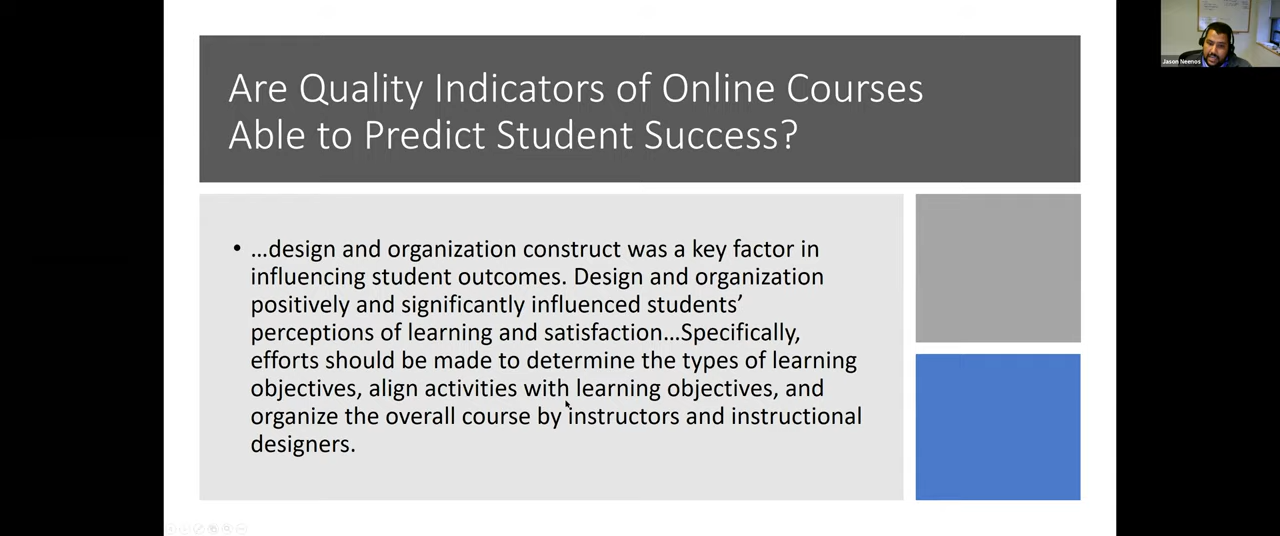 Are Quality Indicators of Online Courses
Able to Predict Student Success?
• …design and organization construct was a key factor in
influencing student outcomes. Design and organization
positively and significantly influenced students’
perceptions of learning and satisfaction…Specifically,
efforts should be made to determine the types of learning
objectives, align activities with learning objectives, and
organize the overall course by instructors and instructional
designers.
Jason Neenos